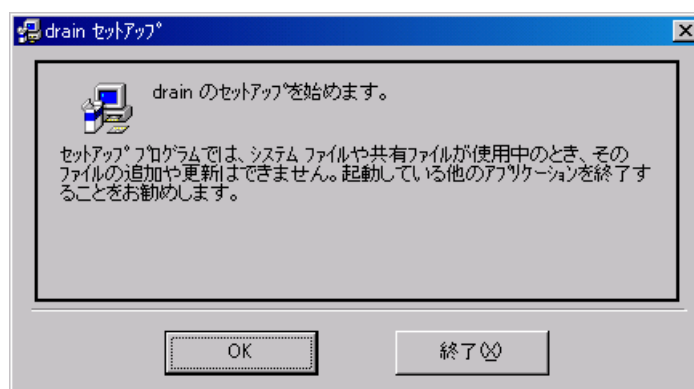 drain セットアップ
drain のセットアップを始めます。
セットアップ プログラムでは、システム ファイルや共有ファイルが使用中のとき、その
ファイルの追加や更新はできません。起動している他のアプリケーションを終了す
ることをお勧めします。
OK
終了(X)